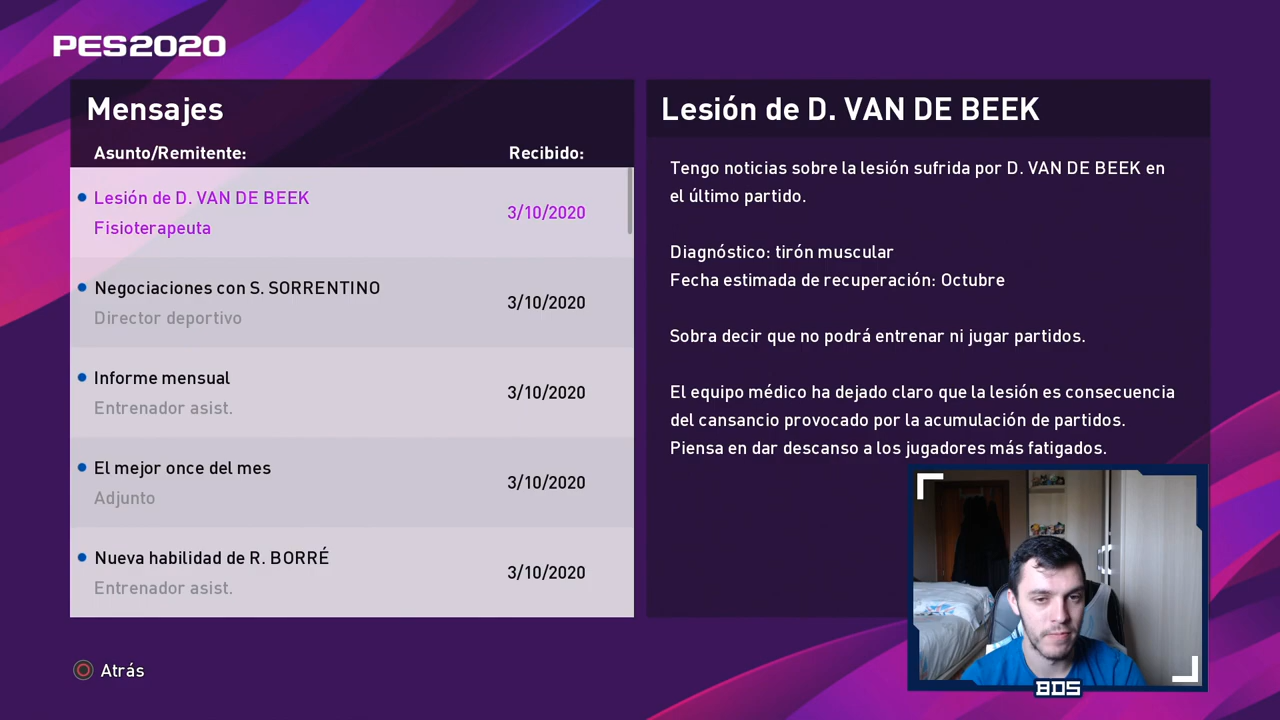 PES2020
Mensajes
Asunto/Remitente: Recibido:
Lesión de D. VAN DE BEEK
Fisioterapeuta
3/10/2020
Negociaciones con S. SORRENTINO
Director deportivo
3/10/2020
Informe mensual
Entrenador asist.
3/10/2020
El mejor once del mes
Adjunto
3/10/2020
Nueva habilidad de R. BORRÉ
Entrenador asist.
3/10/2020
Lesión de D. VAN DE BEEK
Tengo noticias sobre la lesión sufrida por D. VAN DE BEEK en
el último partido.
Diagnóstico: tirón muscular
Fecha estimada de recuperación: Octubre
Sobra decir que no podrá entrenar ni jugar partidos.
El equipo médico ha dejado claro que la lesión es consecuencia
del cansancio provocado por la acumulación de partidos.
Piensa en dar descanso a los jugadores más fatigados.
Atrás
BDS